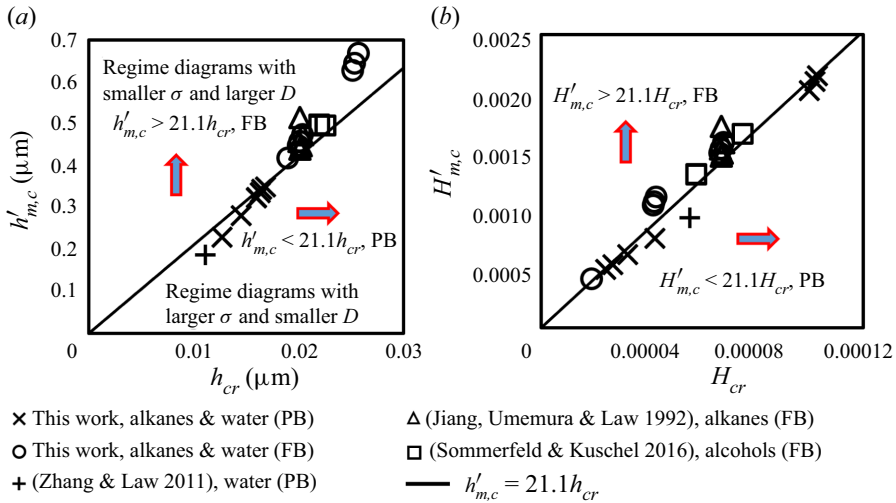 (a)
0.7
0.6
0.5
0.4
0.3
0.2
0.1
0
0.01
0.02
0.03
h′m,c (μm)
hcr (μm)
Regime diagrams with
smaller σ and larger D
h′m,c > 21.1hcr, FB
h′m,c < 21.1hcr, PB
Regime diagrams with
larger σ and smaller D
(b)
0.0025
0.0020
0.0015
0.0010
0.0005
0
0.00004
0.00008
0.00012
H′m,c
Hcr
H′m,c > 21.1Hcr, FB
H′m,c < 21.1Hcr, PB
This work, alkanes & water (PB)
This work, alkanes & water (FB)
(Zhang & Law 2011), water (PB)
(Jiang, Umemura & Law 1992), alkanes (FB)
(Sommerfeld & Kuschel 2016), alcohols (FB)
h′m,c = 21.1hcr